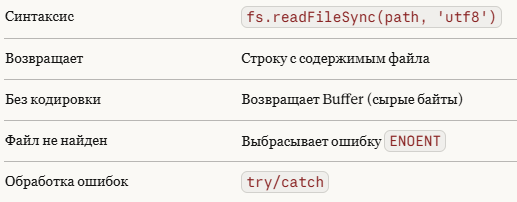 Синтаксис fs.readFileSync(path, 'utf8')
Возвращает Строку с содержимым файла
Без кодировки Возвращает Buffer (сырые байты)
Файл не найден Выбрасывает ошибку ENOENT
Обработка ошибок try/catch